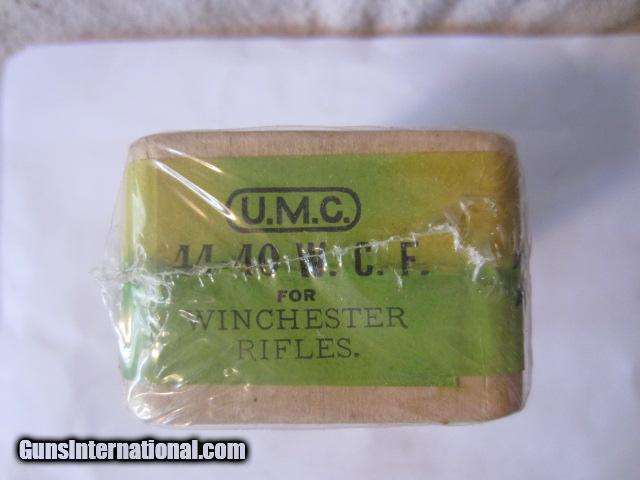 U.M.C.
44-40 W. C. F.
FOR
WINCHESTER
RIFLES.
GunsInternational.com